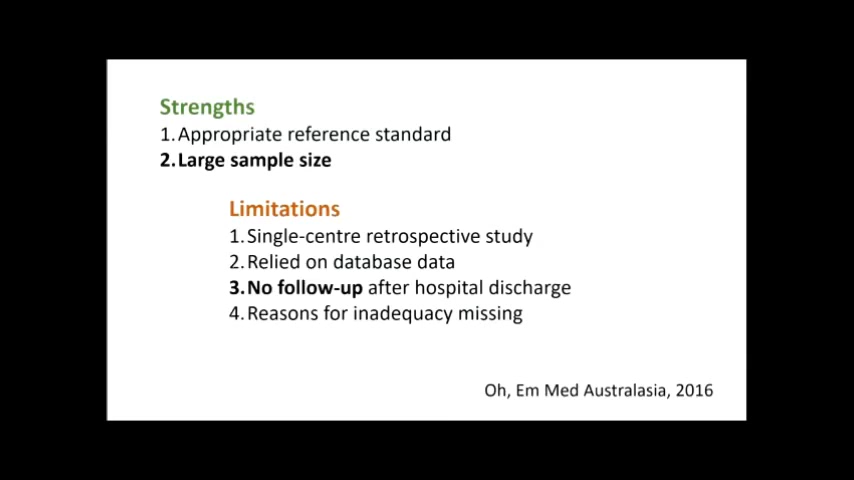 Strengths
1. Appropriate reference standard
2. Large sample size
Limitations
1. Single-centre retrospective study
2. Relied on database data
3. No follow-up after hospital discharge
4. Reasons for inadequacy missing
Oh, Em Med Australasia, 2016